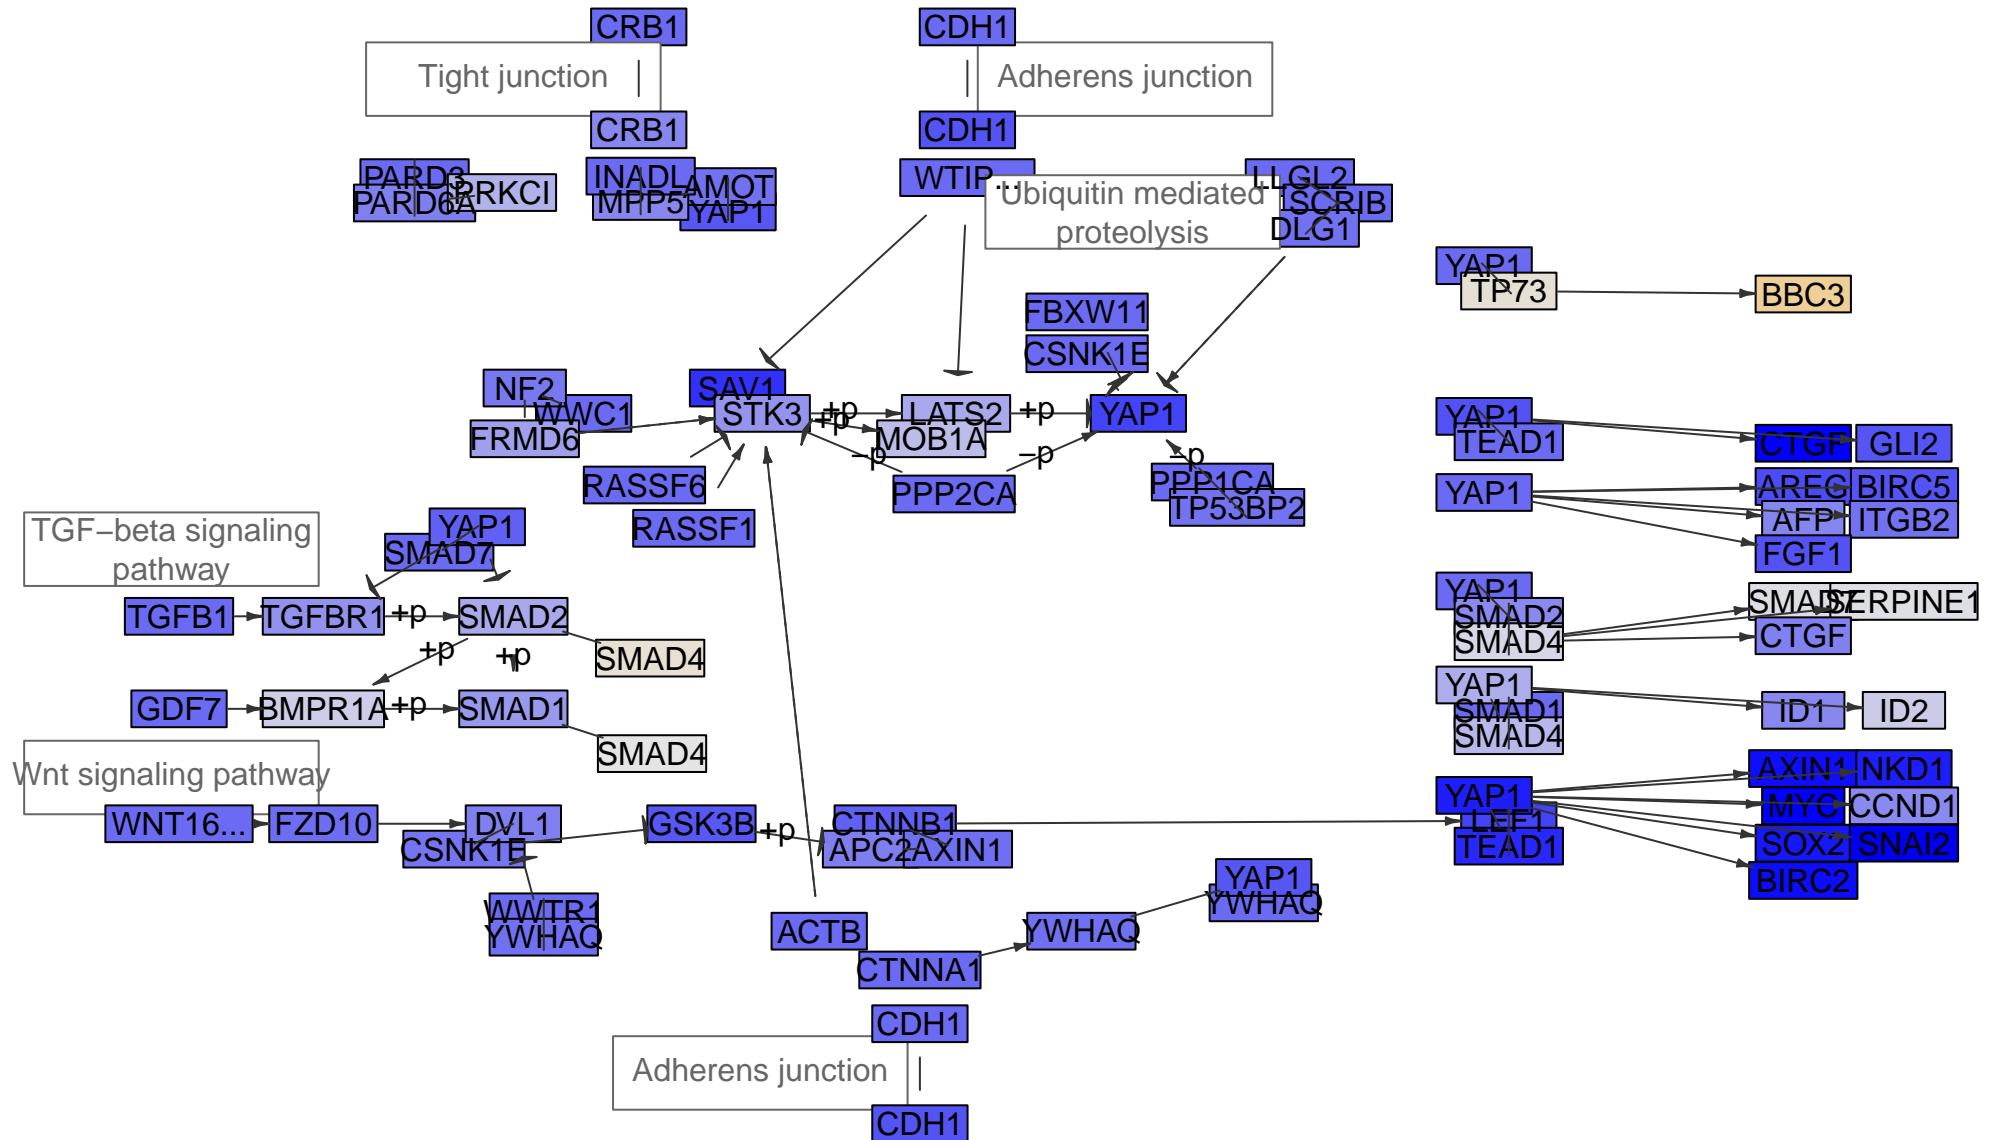 CRB1
CDH1
Tight junction
Adherens junction
CRB1
CDH1
PARD3
PARD6A
PRKCI
INADL
MPP5
AMOT
YAP1
WTIP...
Ubiquitin mediated
proteolysis
LLGL2
SCRIB
DLG1
YAP1
TP73
BBC3
FBXW11
CSNK1E
NF2
WWC1
FRMD6
SAV1
STK3
+p
+p
LATS2
MOB1A
+p
YAP1
−p
−p
−p
RASSF6
RASSF1
PPP2CA
PPP1CA
TP53BP2
YAP1
TEAD1
CTGF
GLI2
YAP1
AREG
BIRC5
AFP
ITGB2
FGF1
TGF−beta signaling
pathway
YAP1
SMAD7
TGFB1
TGFBR1
+p
SMAD2
+p
+p
SMAD4
GDF7
BMPR1A
+p
SMAD1
SMAD4
YAP1
SMAD2
SMAD4
SMAD7
SERPINE1
CTGF
YAP1
SMAD1
SMAD4
ID1
ID2
Wnt signaling pathway
WNT16...
FZD10
DVL1
CSNK1E
GSK3B
+p
CTNNB1
APC2
AXIN1
YAP1
LEF1
TEAD1
AXIN1
NKD1
MYC
CCND1
SOX2
SNAI2
BIRC2
WWTR1
YWHAQ
ACTB
CTNNA1
YWHAQ
YAP1
YWHAQ
CDH1
Adherens junction
CDH1